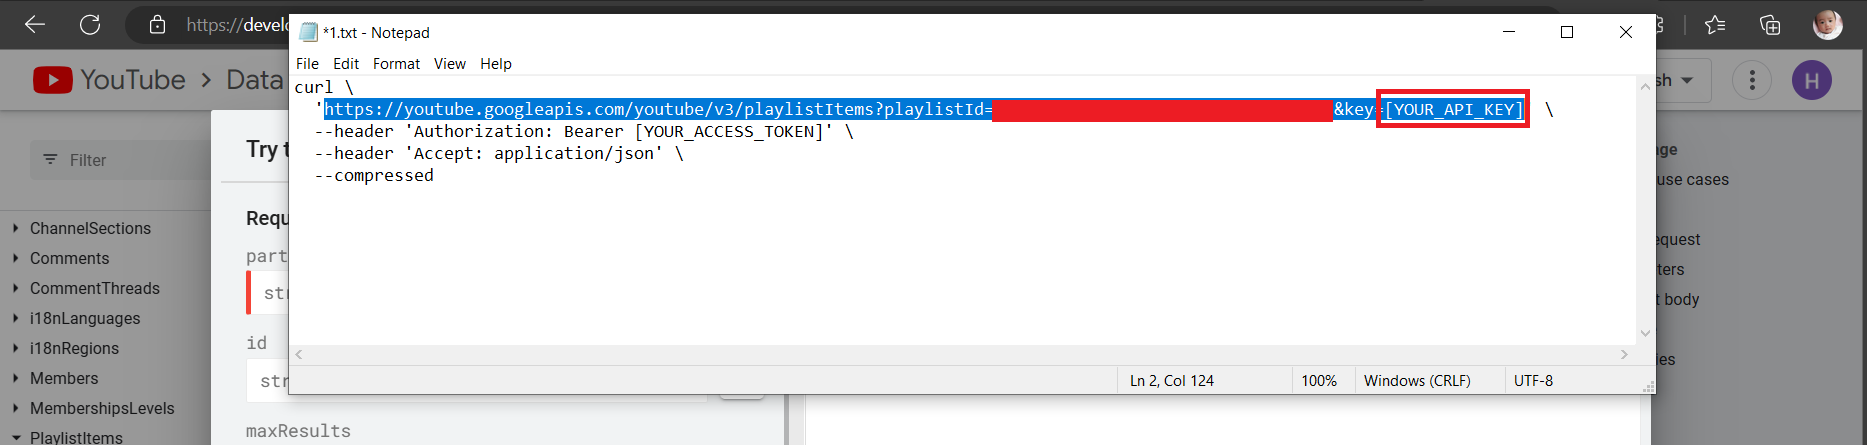 https://develo
*1.txt - Notepad
File Edit Format View Help
YouTube > Data
sh
H
curl \
'https://youtube.googleapis.com/youtube/v3/playlistItems?playlistId= &key=[YOUR_API_KEY] \
--header 'Authorization: Bearer [YOUR_ACCESS_TOKEN]' \
--header 'Accept: application/json' \
--compressed
Ln 2, Col 124 100% Windows (CRLF) UTF-8
Filter
ChannelSections
Comments
CommentThreads
i18nLanguages
i18nRegions
Members
MembershipsLevels
PlaylistItems
Try t
Requ
part
str
id
str
maxResults
age
use cases
equest
ters
t body
ies